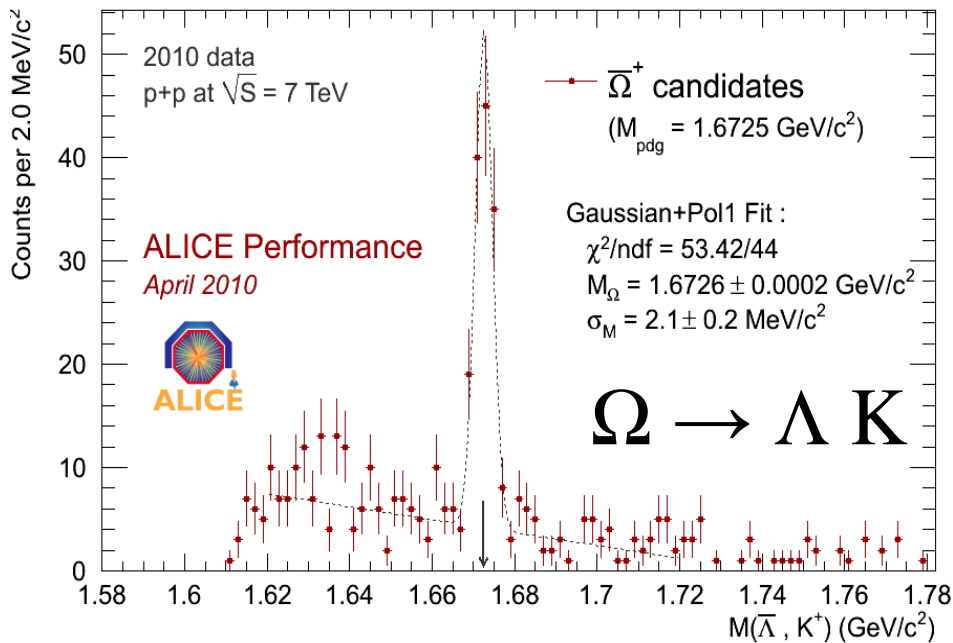 Counts per 2.0 MeV/c²
50
40
30
20
10
0
2010 data
p+p at √S = 7 TeV
Ω̅⁺ candidates
(M_pdg = 1.6725 GeV/c²)
Gaussian+Pol1 Fit :
χ²/ndf = 53.42/44
M_Ω = 1.6726 ± 0.0002 GeV/c²
σ_M = 2.1 ± 0.2 MeV/c²
ALICE Performance
April 2010
ALICE
Ω → Λ K
1.58 1.6 1.62 1.64 1.66 1.68 1.7 1.72 1.74 1.76 1.78
M(Λ̅ , K⁺) (GeV/c²)